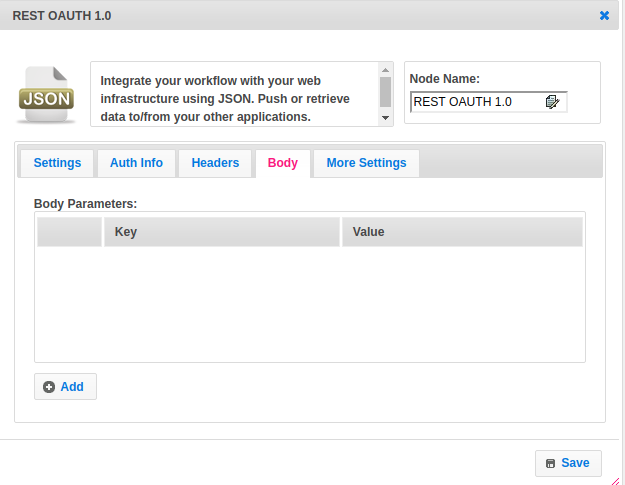 REST OAUTH 1.0
JSON
Integrate your workflow with your web
infrastructure using JSON. Push or retrieve
data to/from your other applications.
Node Name:
REST OAUTH 1.0
Settings
Auth Info
Headers
Body
More Settings
Body Parameters:
Key
Value
Add
Save